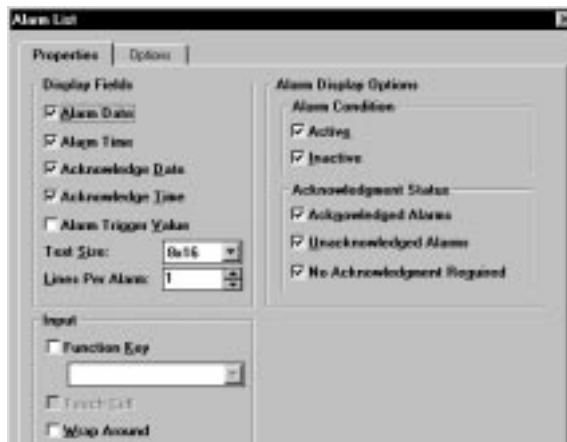 Alarm List
Properties
Options
Display Fields
Alarm Date
Alarm Time
Acknowledge Date
Acknowledge Time
Alarm Trigger Value
Text Size: 8x16
Lines Per Alarm: 1
Input
Function Key
Touch Cell
Wrap Around
Alarm Display Options
Alarm Condition
Active
Inactive
Acknowledgment Status
Acknowledged Alarms
Unacknowledged Alarms
No Acknowledgment Required